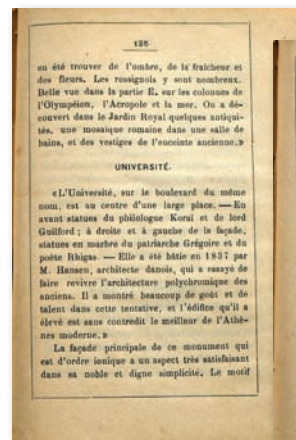 136
en été trouver de l'ombre, de la fraîcheur et
des fleurs. Les rossignols y sont nombreux.
Belle vue dans la partie E, sur les colonnes de
l'Olympéion, l'Acropole et la mer. On a dé-
couvert dans le Jardin Royal quelques antiqui-
tés, une mosaïque romaine dans une salle de
bains, et des vestiges de l'enceinte ancienne.»
UNIVERSITÉ.
«L'Université, sur le boulevard du même
nom, est au centre d'une large place. — En
avant statues du philologue Koraï et de lord
Guilford ; à droite et à gauche de la façade,
statues en marbre du patriarche Grégoire et du
poëte Rhigas. — Elle a été bâtie en 1837 par
M. Hansen, architecte danois, qui a essayé de
faire revivre l'architecture polychromique des
anciens. Il a montré beaucoup de goût et de
talent dans cette tentative, et l'édifice qu'il a
élevé est sans contredit le meilleur de l'Athè-
nes moderne.»
La façade principale de ce monument qui
est d'ordre ionique a un aspect très satisfaisant
dans sa noble et digne simplicité. Le motif